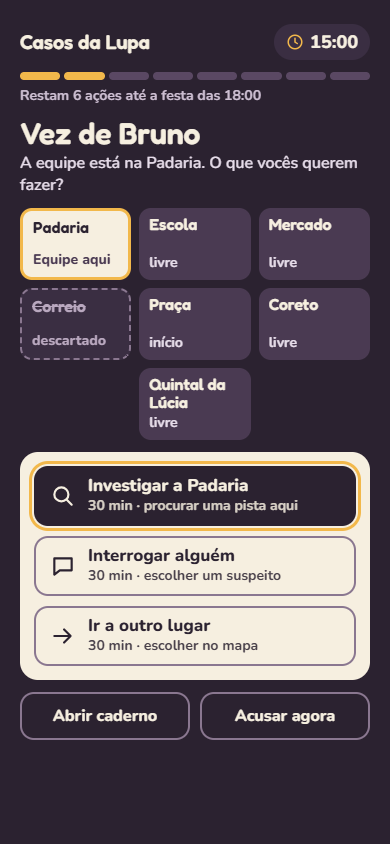 Casos da Lupa
15:00
Restam 6 ações até a festa das 18:00
Vez de Bruno
A equipe está na Padaria. O que vocês querem
fazer?
Padaria
Equipe aqui
Escola
livre
Mercado
livre
Correio
descartado
Praça
início
Coreto
livre
Quintal da
Lúcia
livre
Investigar a Padaria
30 min · procurar uma pista aqui
Interrogar alguém
30 min · escolher um suspeito
Ir a outro lugar
30 min · escolher no mapa
Abrir caderno
Acusar agora